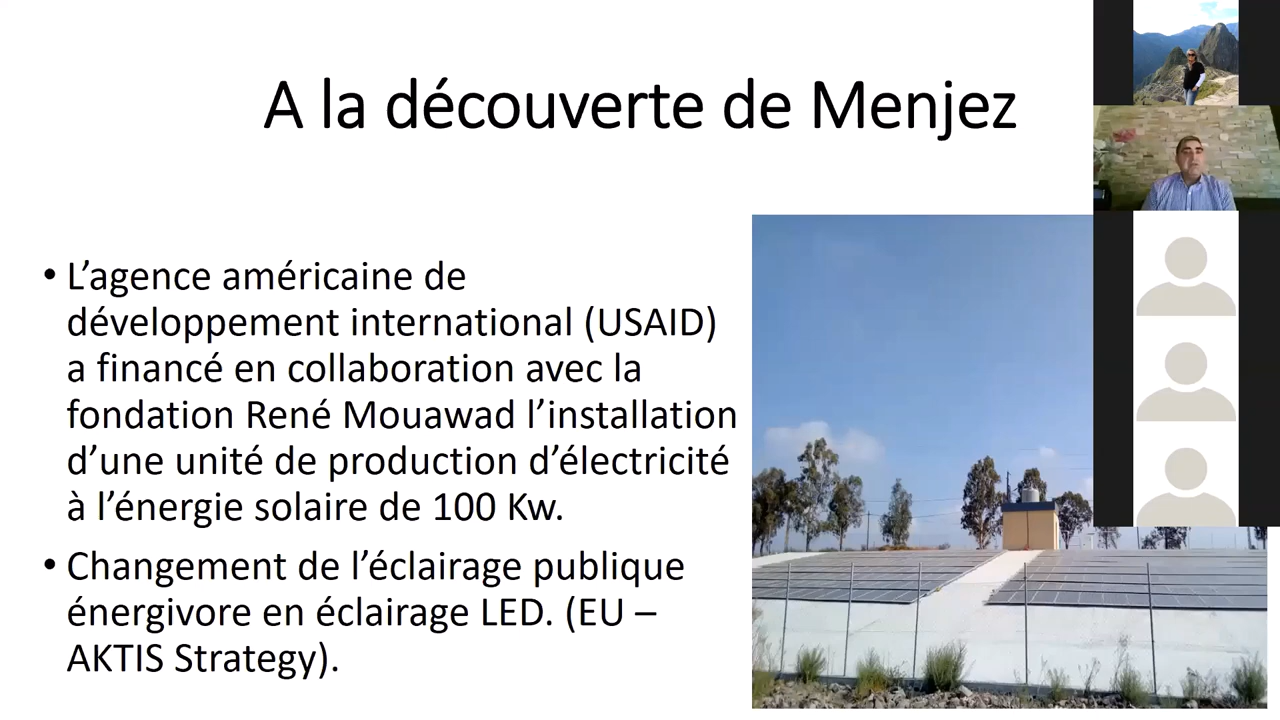 A la découverte de Menjez
• L’agence américaine de
développement international (USAID)
a financé en collaboration avec la
fondation René Mouawad l’installation
d’une unité de production d’électricité
à l’énergie solaire de 100 Kw.
• Changement de l’éclairage publique
énergivore en éclairage LED. (EU –
AKTIS Strategy).